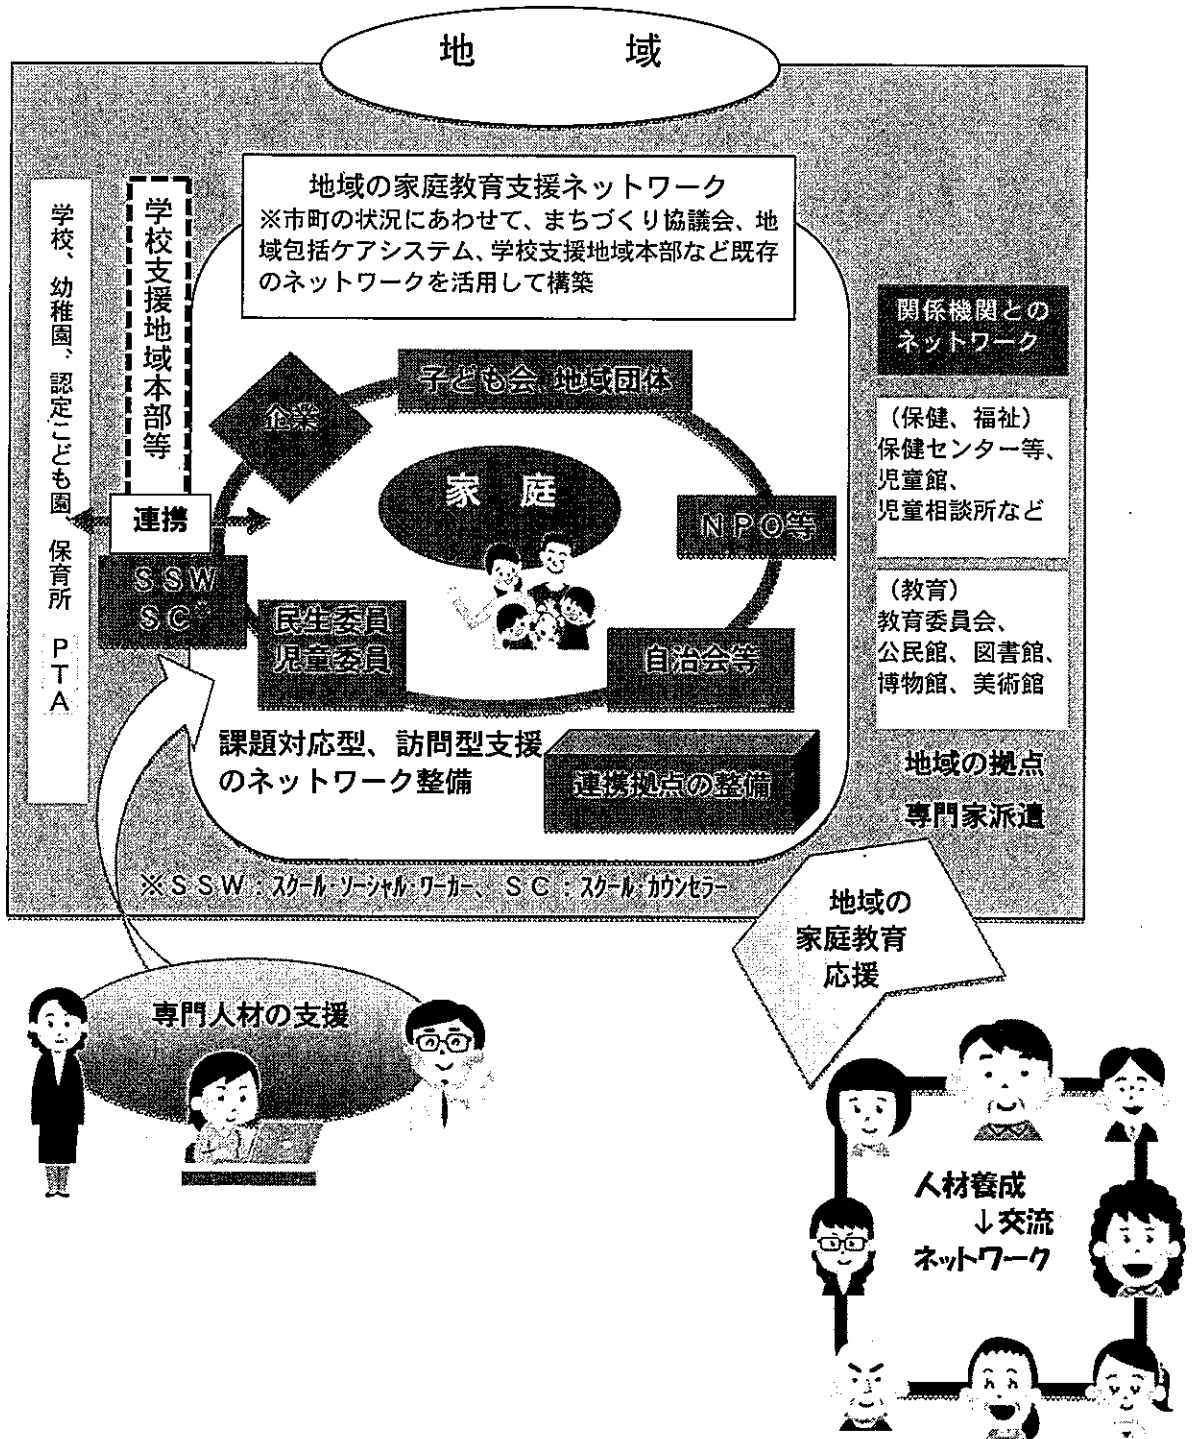 地　域
地域の家庭教育支援ネットワーク
※市町の状況にあわせて、まちづくり協議会、地
域包括ケアシステム、学校支援地域本部など既存
のネットワークを活用して構築
学校、幼稚園、認定こども園　保育所　ＰＴＡ
学校支援地域本部等
連携
ＳＳＷ
ＳＣ※
企業
子ども会 地域団体
家　庭
ＮＰＯ等
民生委員
児童委員
自治会等
課題対応型、訪問型支援
のネットワーク整備
連携拠点の整備
関係機関との
ネットワーク
（保健、福祉）
保健センター等、
児童館、
児童相談所など
（教育）
教育委員会、
公民館、図書館、
博物館、美術館
地域の拠点
専門家派遣
※ＳＳＷ：スクール・ソーシャル・ワーカー、ＳＣ：スクール・カウンセラー
地域の
家庭教育
応援
専門人材の支援
人材養成
↓交流
ネットワーク